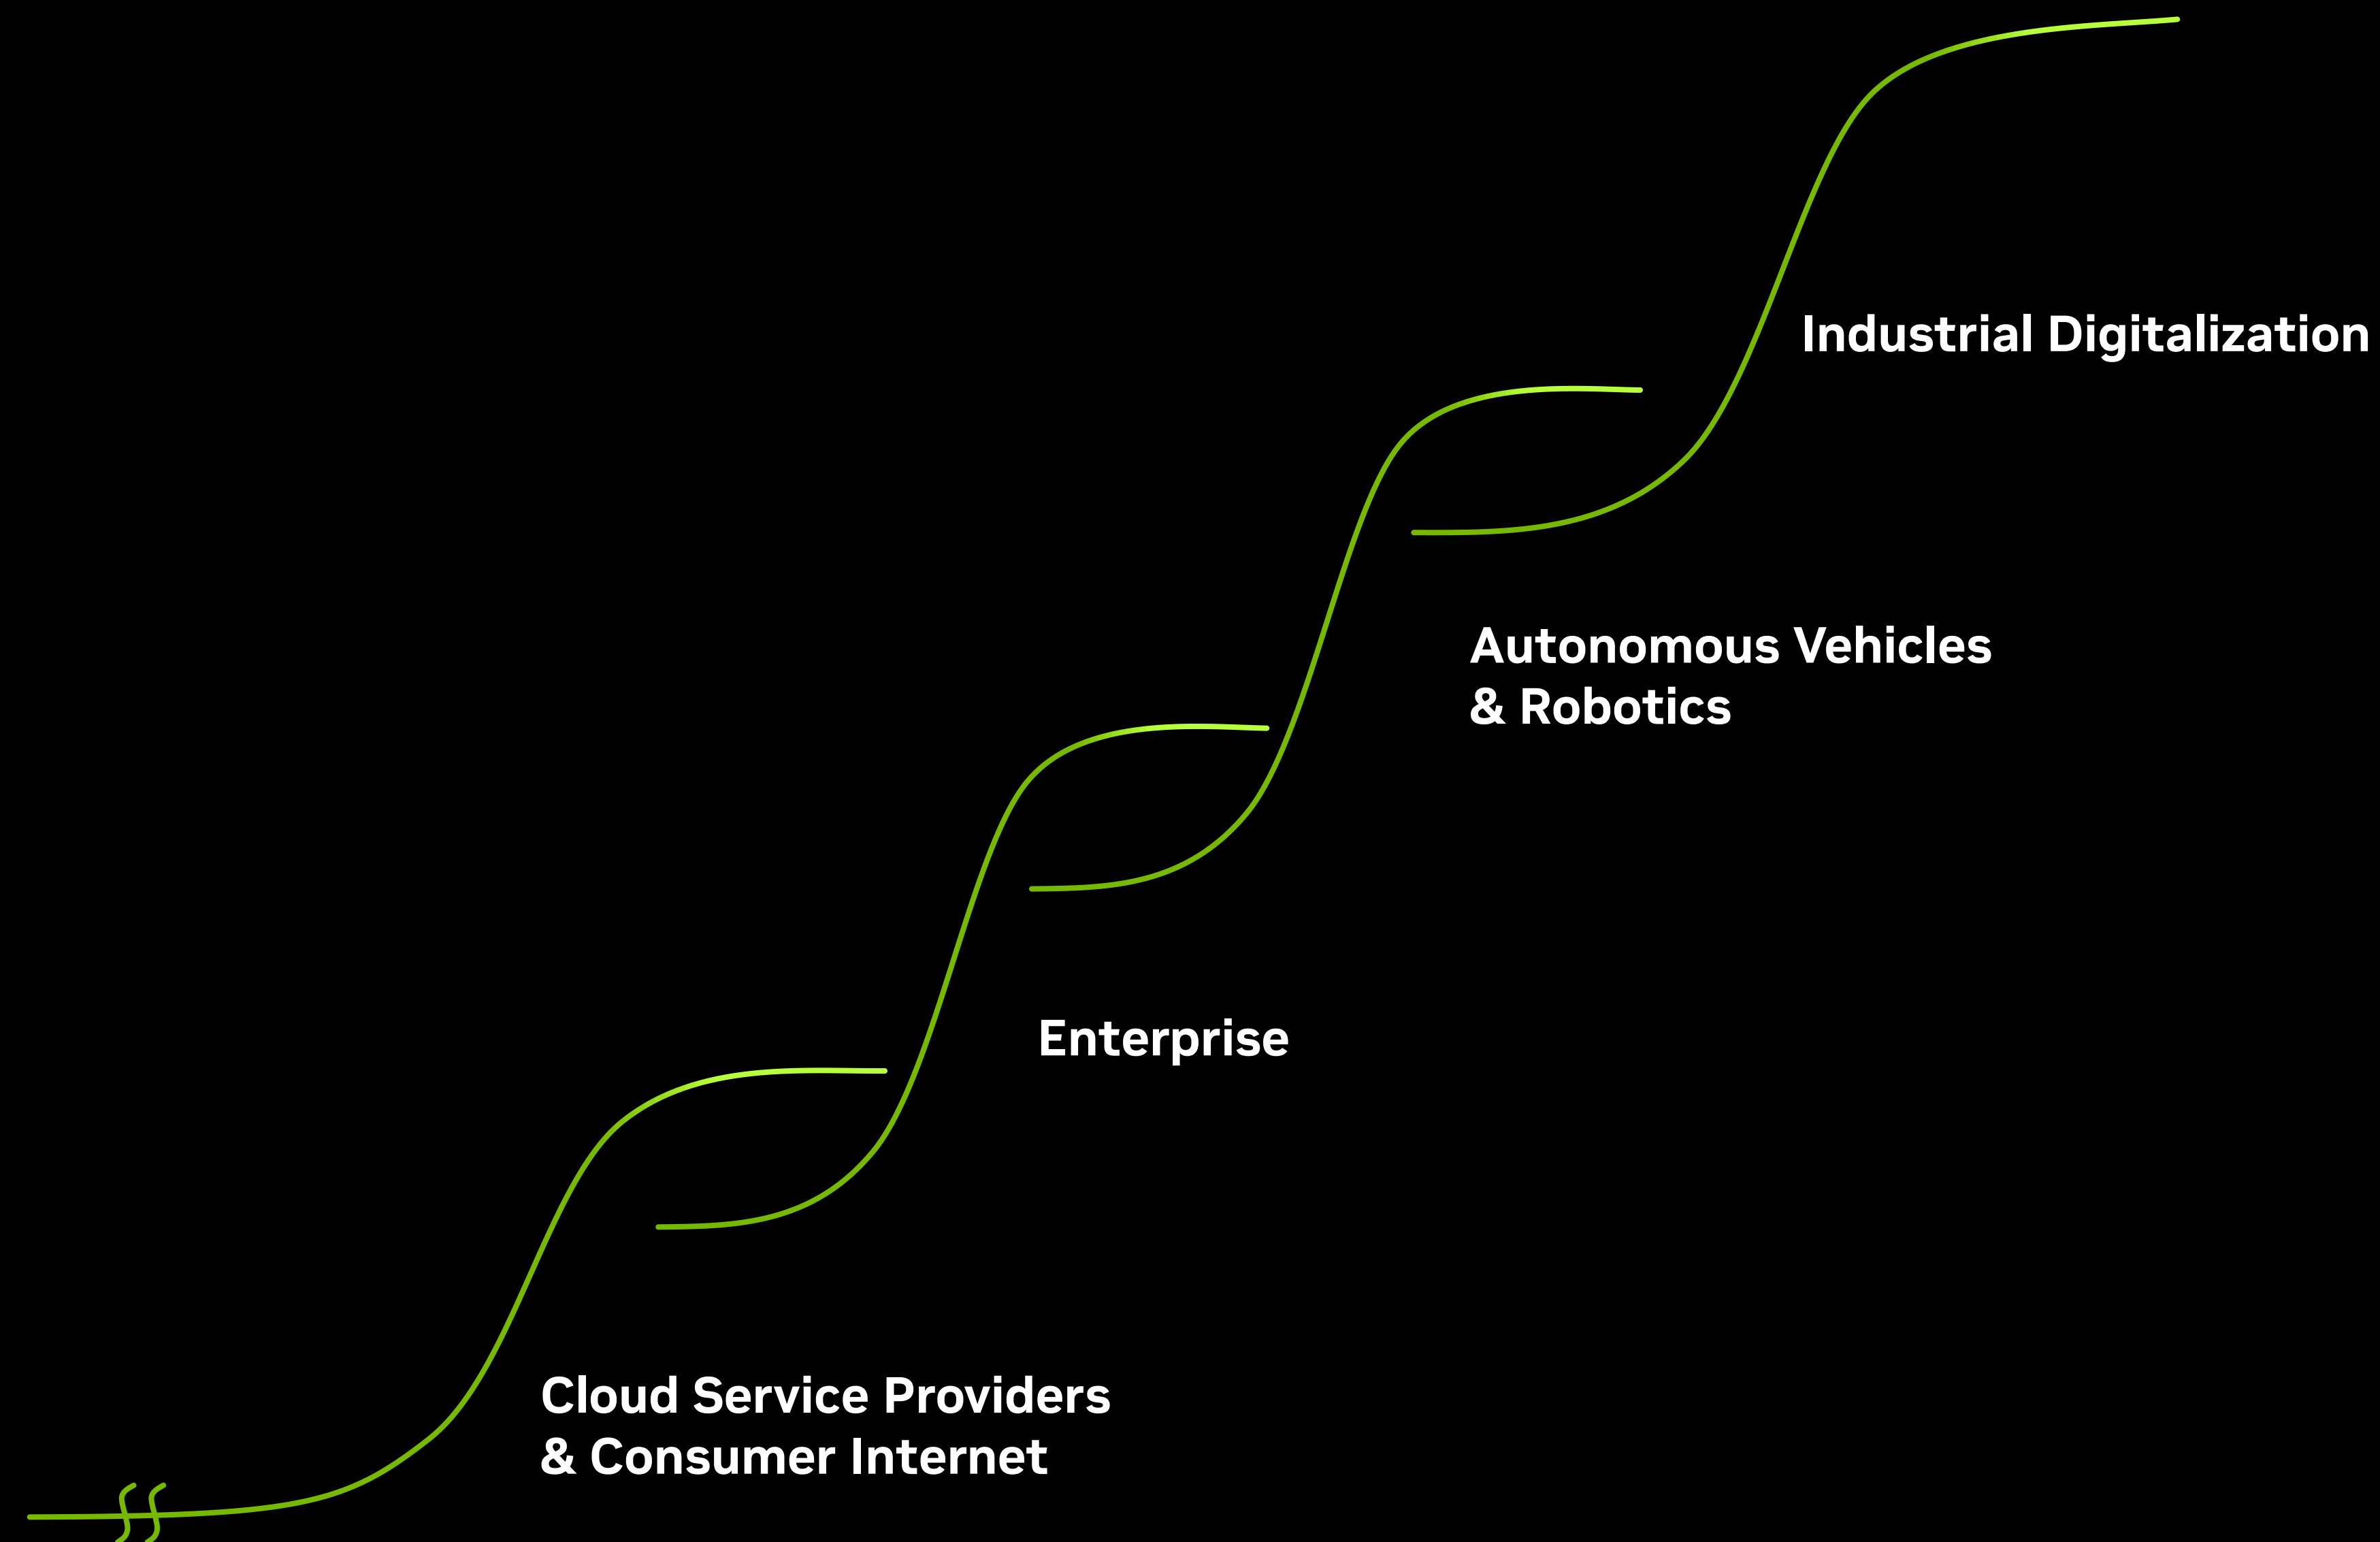 Industrial Digitalization
Autonomous Vehicles
& Robotics
Enterprise
Cloud Service Providers
& Consumer Internet